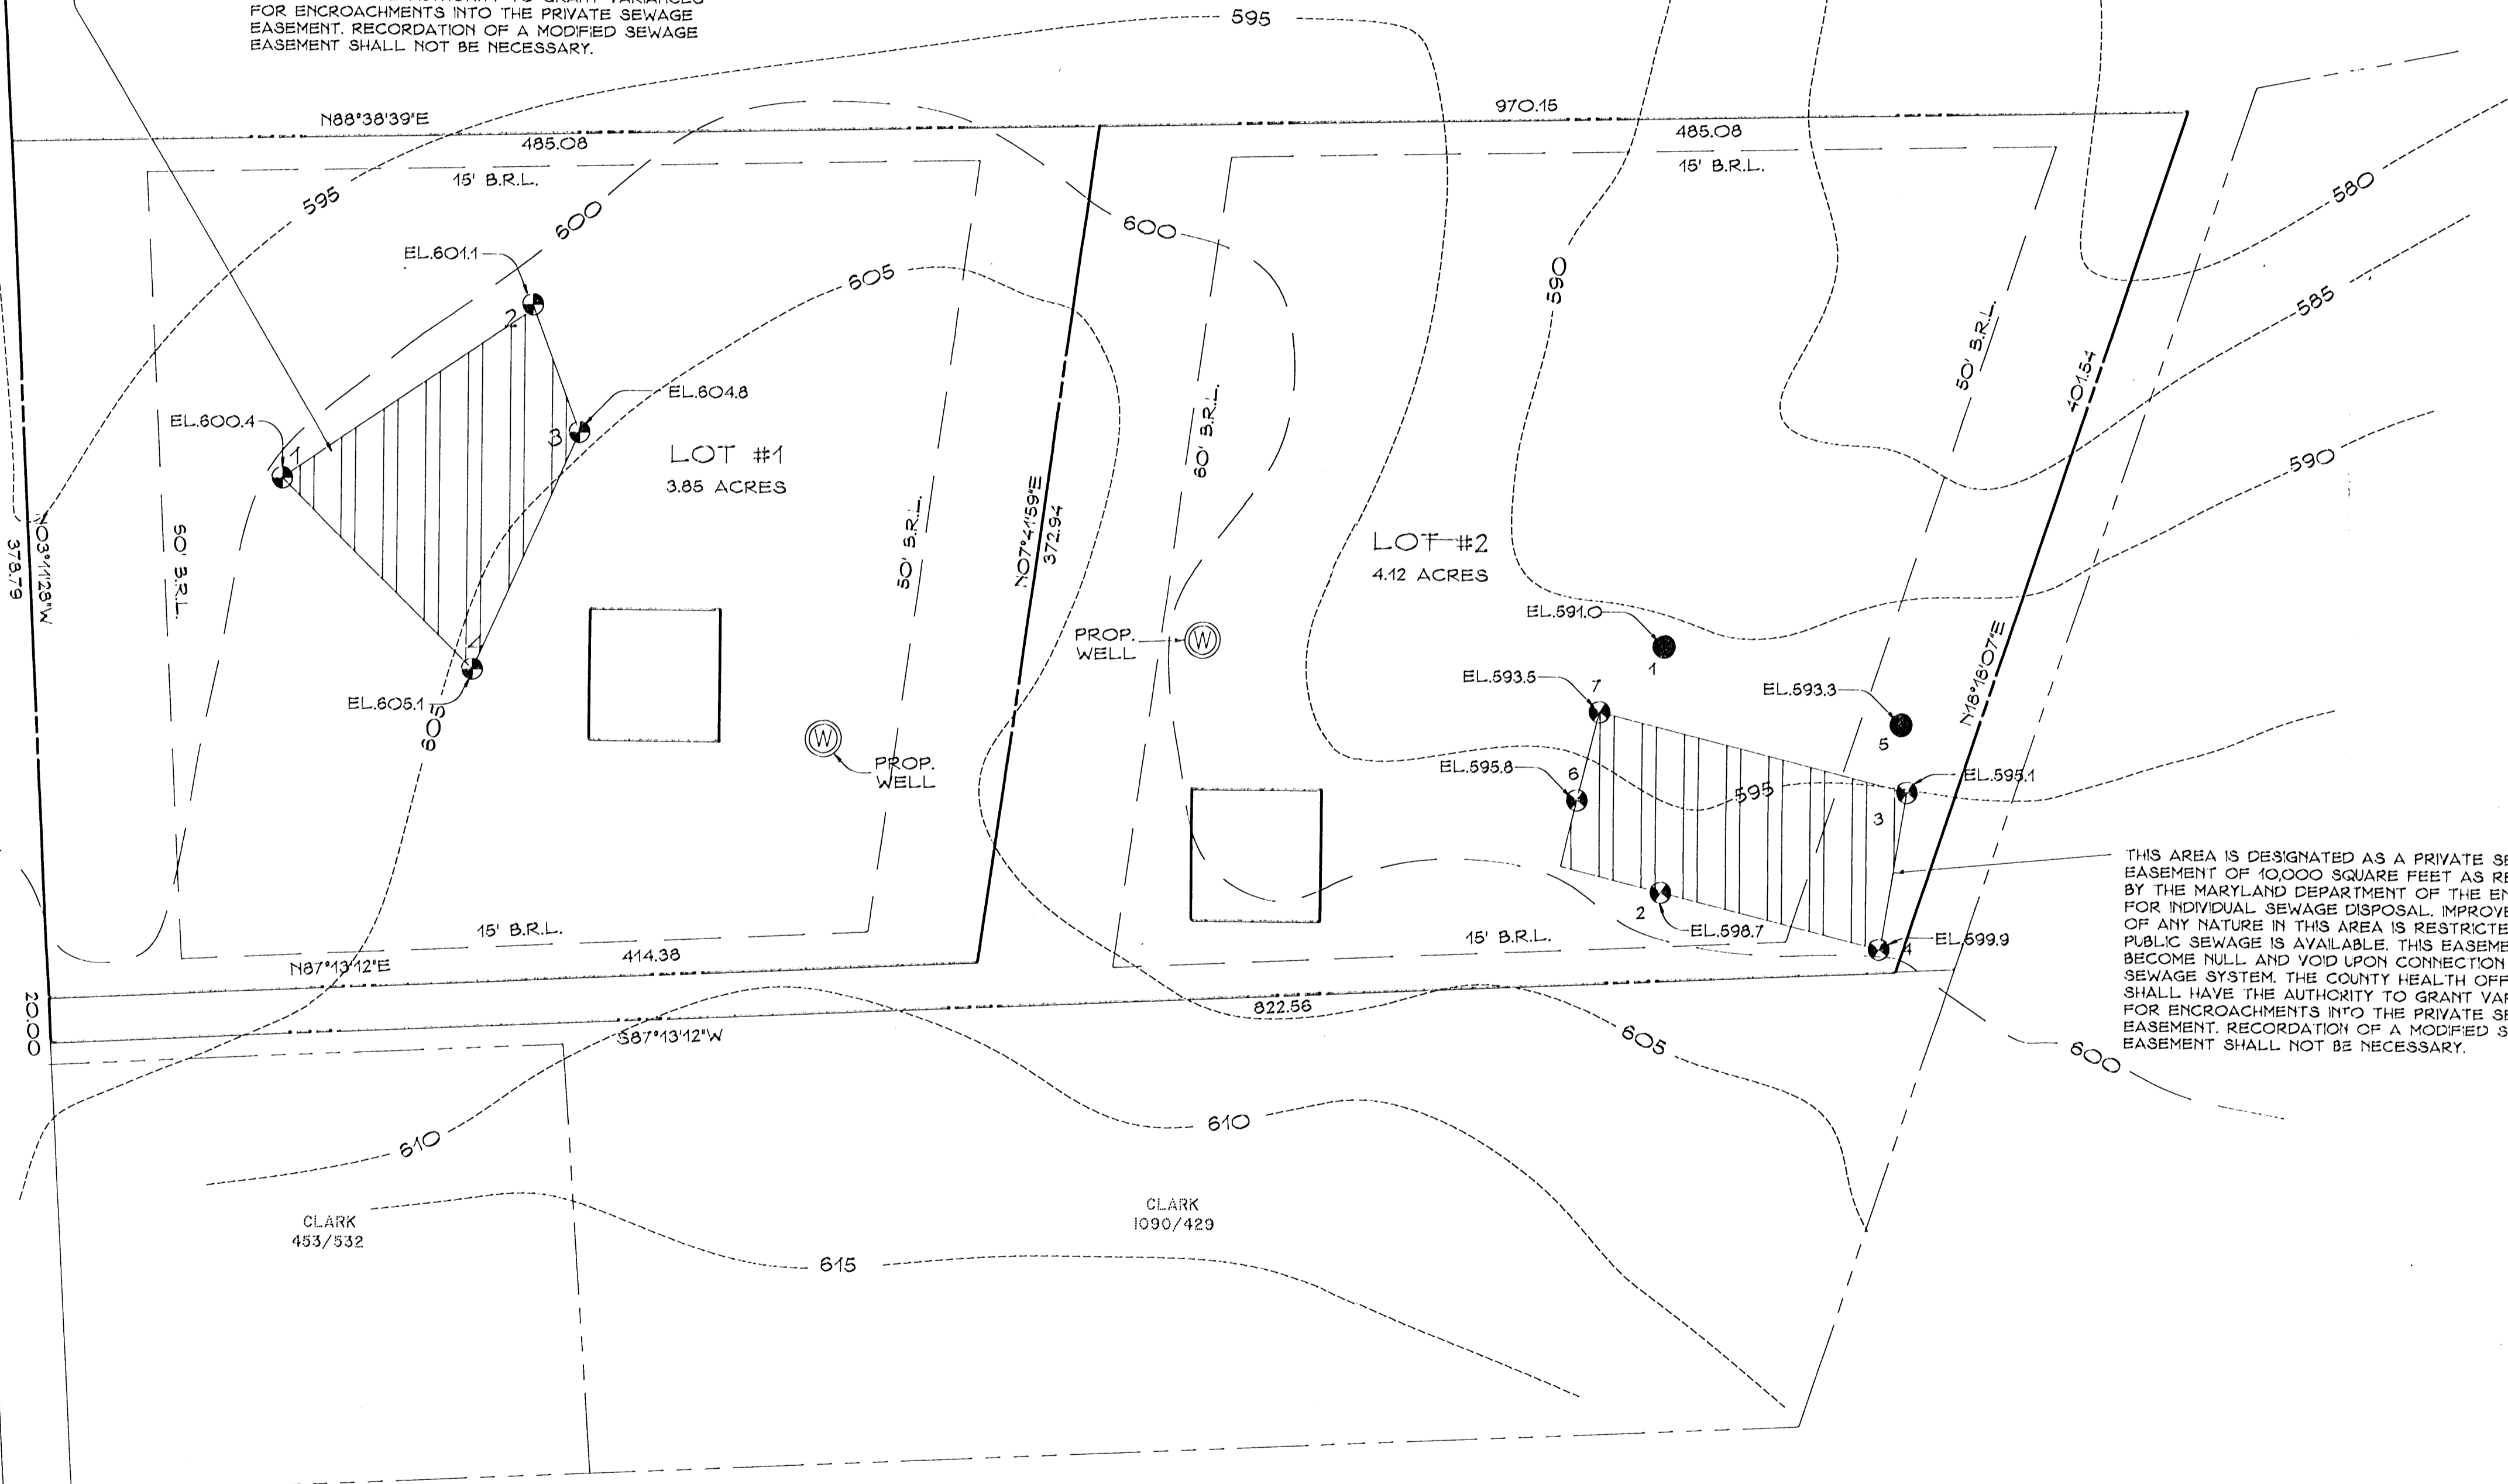 FOR ENCROACHMENTS INTO THE PRIVATE SEWAGE
EASEMENT. RECORDATION OF A MODIFIED SEWAGE
EASEMENT SHALL NOT BE NECESSARY.
595
970.15
N88°38'39"E
485.08
485.08
15' B.R.L.
15' B.R.L.
580
595
600
600
EL.601.1
605
590
585
2
50' B.R.L.
401.54
EL.604.8
EL.600.4
60' B.R.L.
1
3
LOT #1
3.85 ACRES
590
N07°41'59"E
372.94
50' B.R.L.
N03°11'28"W
378.79
50' B.R.L.
LOT #2
4.12 ACRES
EL.591.0
1
PROP.
WELL
W
N18°18'07"E
EL.593.5
7
EL.593.3
5
EL.605.1
605
W
PROP.
WELL
EL.595.8
6
595
EL.595.1
3
THIS AREA IS DESIGNATED AS A PRIVATE
EASEMENT OF 10,000 SQUARE FEET AS
BY THE MARYLAND DEPARTMENT OF THE
FOR INDIVIDUAL SEWAGE DISPOSAL.
OF ANY NATURE IN THIS AREA IS
PUBLIC SEWAGE IS AVAILABLE. THIS
BECOME NULL AND VOID UPON CONNECTION
SEWAGE SYSTEM. THE COUNTY HEALTH
SHALL HAVE THE AUTHORITY TO GRANT
FOR ENCROACHMENTS INTO THE PRIVATE
EASEMENT. RECORDATION OF A MODIFIED
EASEMENT SHALL NOT BE NECESSARY.
2
EL.598.7
4
EL.599.9
15' B.R.L.
15' B.R.L.
N87°13'12"E
414.38
20.00
822.56
S87°13'12"W
605
600
610
610
CLARK
453/532
CLARK
1090/429
615